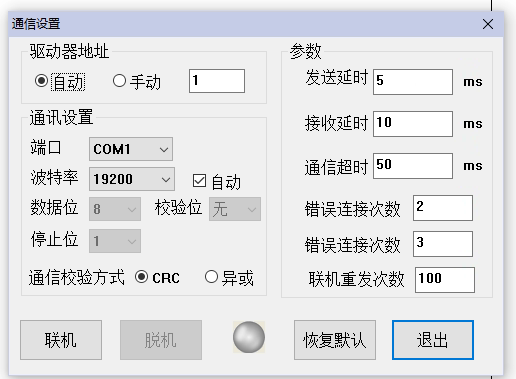 通信设置
驱动器地址
自动 手动 1
通讯设置
端口 COM1
波特率 19200 自动
数据位 8 校验位 无
停止位 1
通信校验方式 CRC 异或
参数
发送延时 5 ms
接收延时 10 ms
通信超时 50 ms
错误连接次数 2
错误连接次数 3
联机重发次数 100
联机 脱机 恢复默认 退出